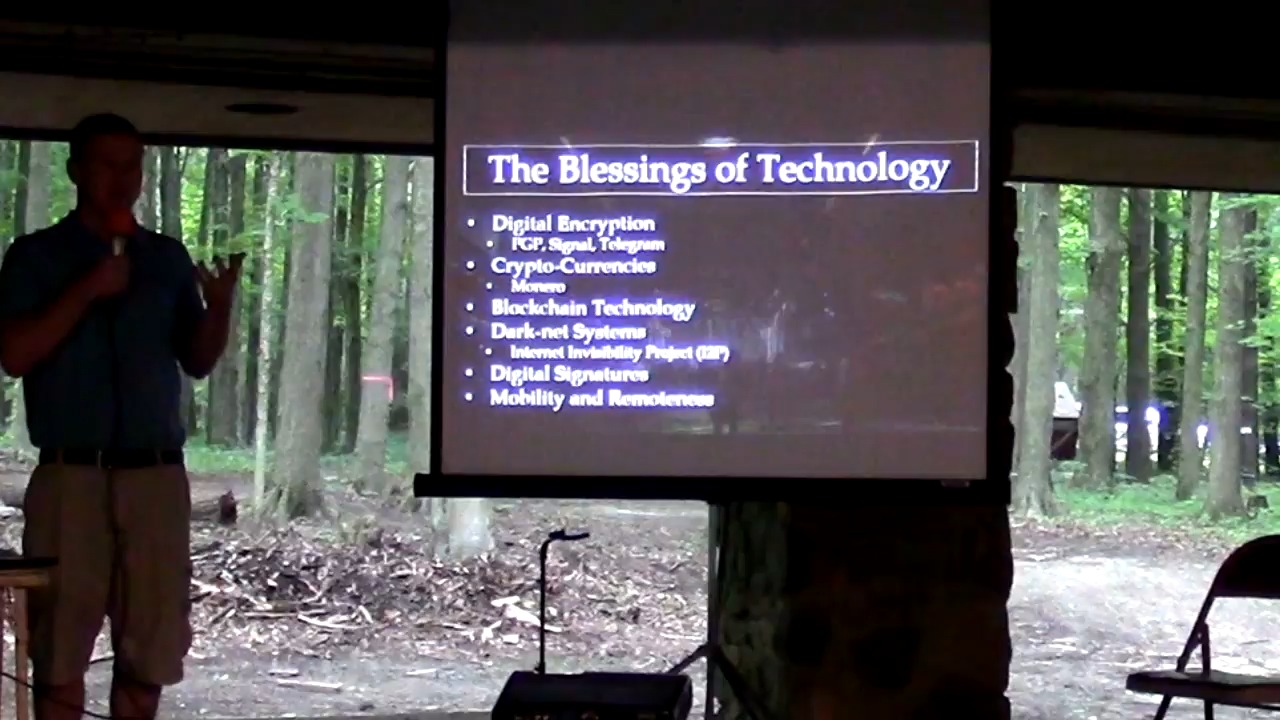 The Blessings of Technology
• Digital Encryption
• PGP, Signal, Telegram
• Crypto-Currencies
• Monero
• Blockchain Technology
• Dark-net Systems
• Internet Invisibility Project (I2P)
• Digital Signatures
• Mobility and Remoteness